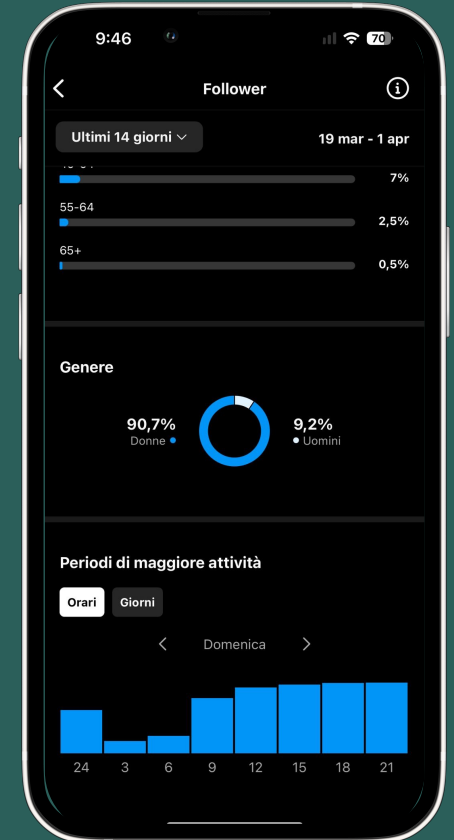 9:46
70
Follower
Ultimi 14 giorni
19 mar - 1 apr
7%
55-64
2,5%
65+
0,5%
Genere
90,7%
Donne
9,2%
Uomini
Periodi di maggiore attività
Orari Giorni
Domenica
24 3 6 9 12 15 18 21